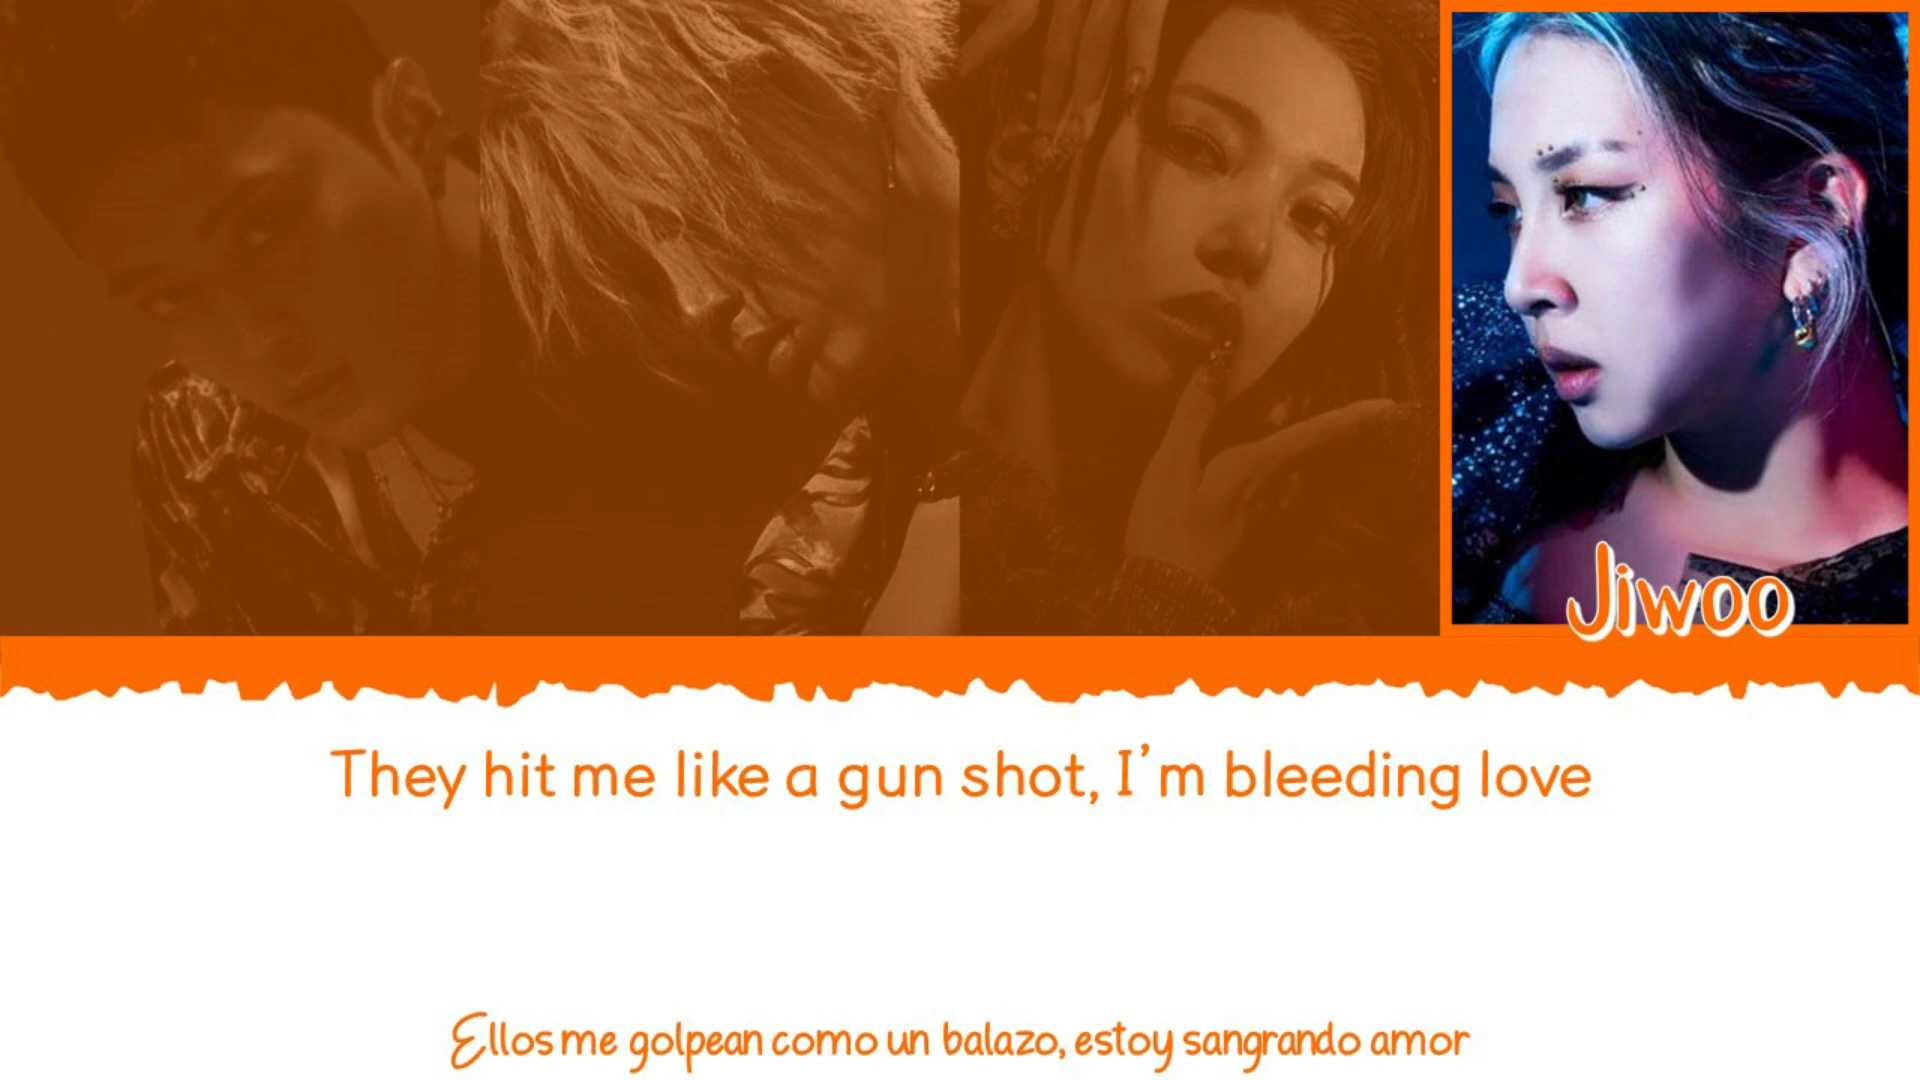 Jiwoo
They hit me like a gun shot, I'm bleeding love
Ellos me golpean como un balazo, estoy sangrando amor